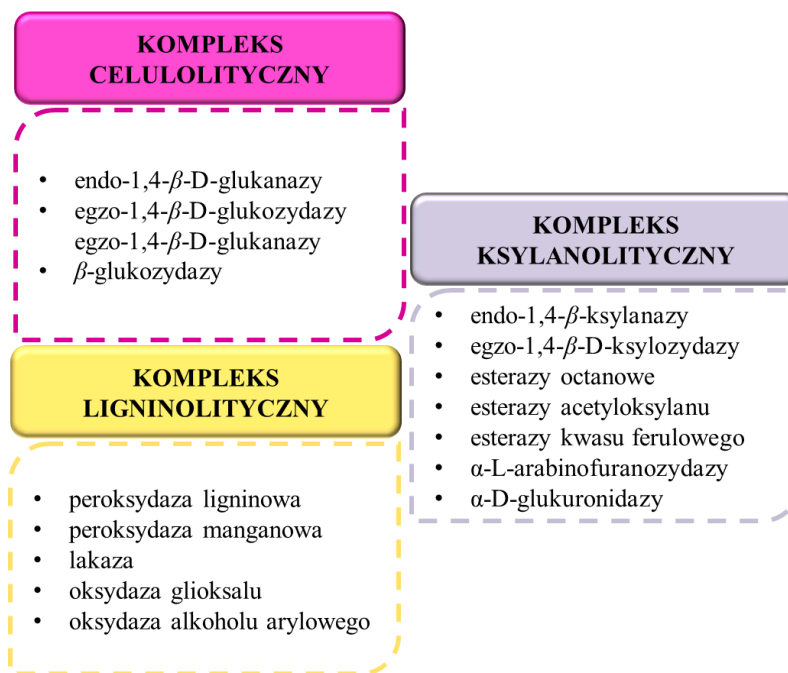 KOMPLEKS
CELULOLITYCZNY
• endo-1,4-β-D-glukanazy
• egzo-1,4-β-D-glukozydazy
egzo-1,4-β-D-glukanazy
• β-glukozydazy
KOMPLEKS
LIGNINOLITYCZNY
• peroksydaza ligninowa
• peroksydaza manganowa
• lakaza
• oksydaza glioksalu
• oksydaza alkoholu arylowego
KOMPLEKS
KSYLANOLITYCZNY
• endo-1,4-β-ksylanazy
• egzo-1,4-β-D-ksylozydazy
• esterazy octanowe
• esterazy acetyloksylanu
• esterazy kwasu ferulowego
• α-L-arabinofuranozydazy
• α-D-glukuronidazy